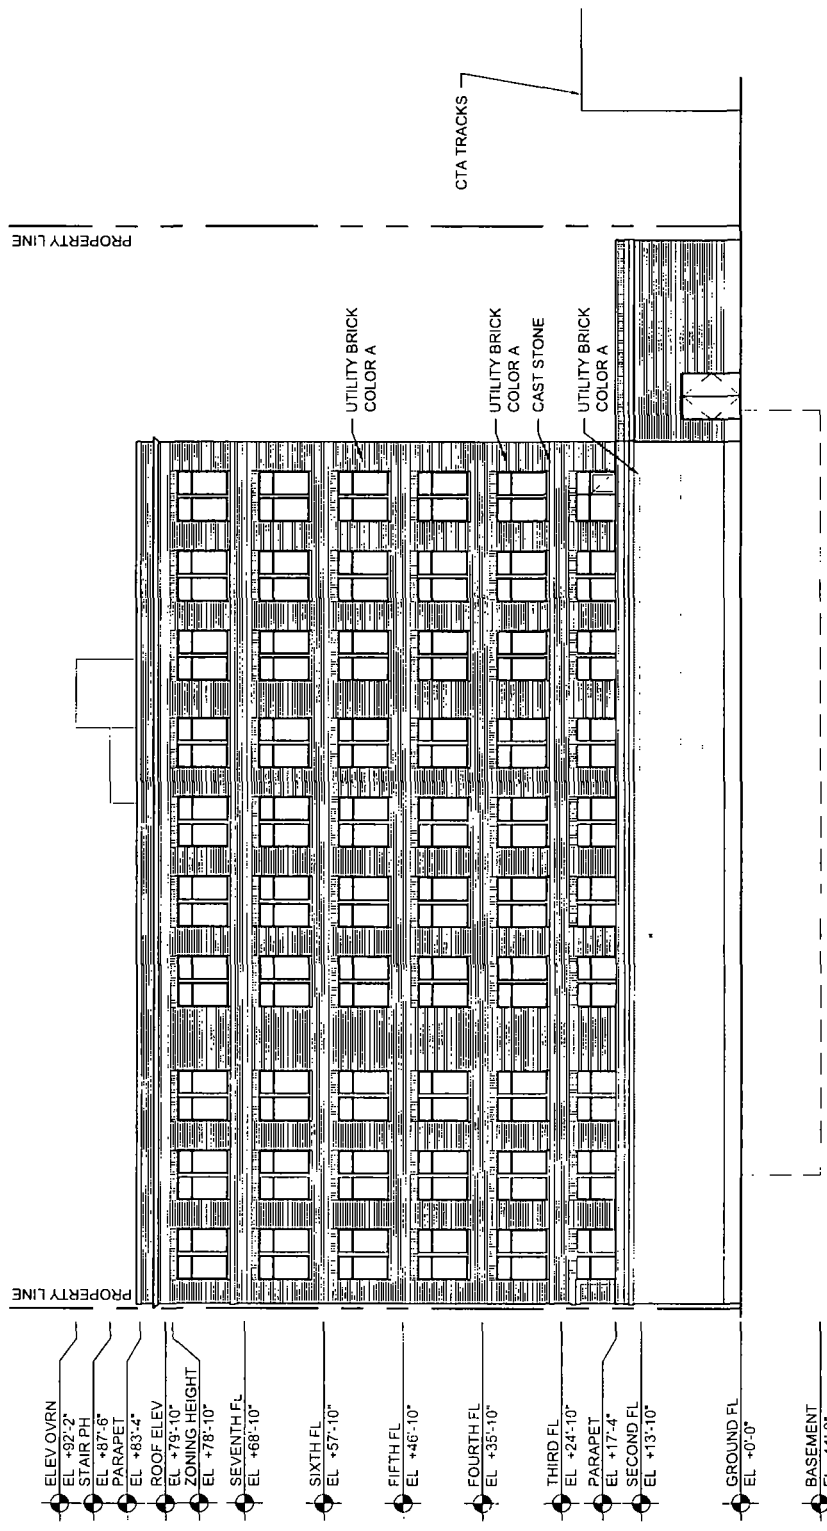 CTA TRACKS
PROPERTY LINE
UTILITY BRICK
COLOR A
UTILITY BRICK
COLOR A
CAST STONE
UTILITY BRICK
COLOR A
PROPERTY LINE
ELEV OVRN
EL +92'-2"
STAIR PH
EL +87'-6"
PARAPET
EL +83'-4"
ROOF ELEV
EL +79'-10"
ZONING HEIGHT
EL +78'-10"
SEVENTH FL
EL +68'-10"
SIXTH FL
EL +57'-10"
FIFTH FL
EL +46'-10"
FOURTH FL
EL +35'-10"
THIRD FL
EL +24'-10"
PARAPET
EL +17'-4"
SECOND FL
EL +13'-10"
GROUND FL
EL +0'-0"
BASEMENT